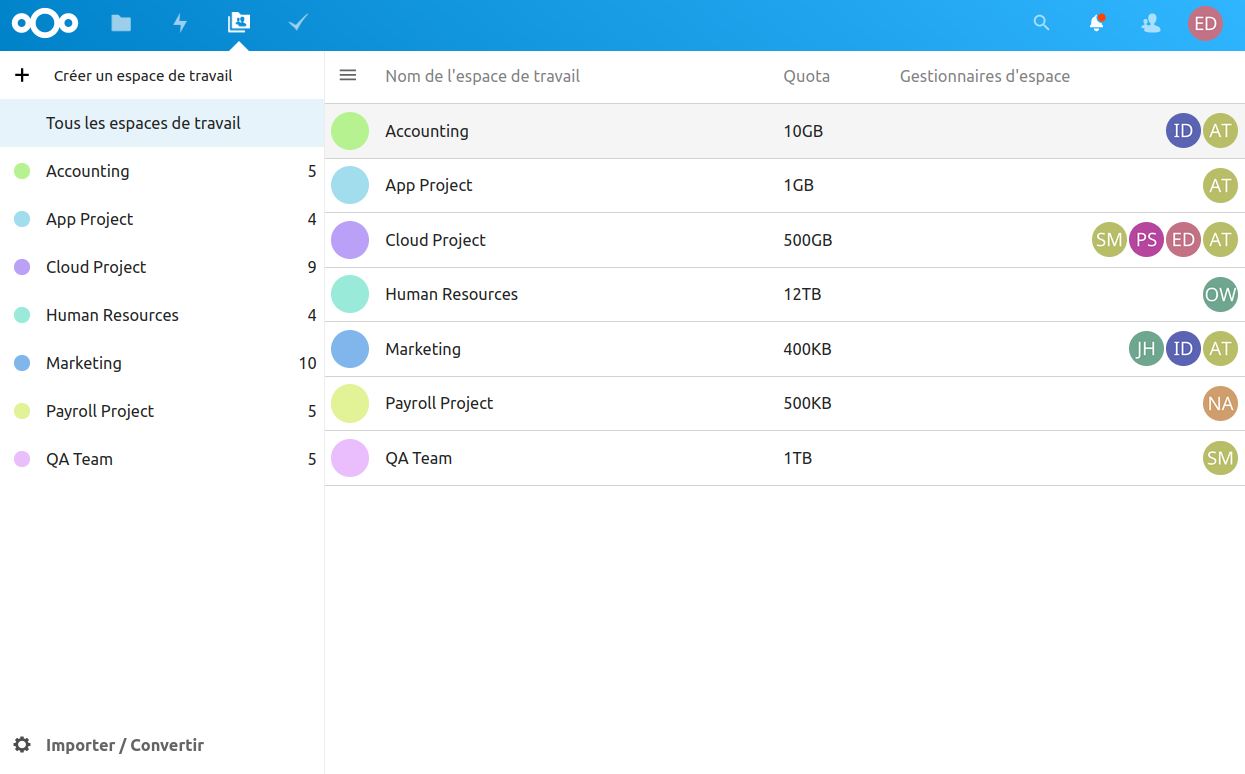 ED
Créer un espace de travail
Nom de l'espace de travail Quota Gestionnaires d'espace
Tous les espaces de travail
Accounting 5
App Project 4
Cloud Project 9
Human Resources 4
Marketing 10
Payroll Project 5
QA Team 5
Accounting 10GB ID AT
App Project 1GB AT
Cloud Project 500GB SM PS ED AT
Human Resources 12TB OW
Marketing 400KB JH ID AT
Payroll Project 500KB NA
QA Team 1TB SM
Importer / Convertir